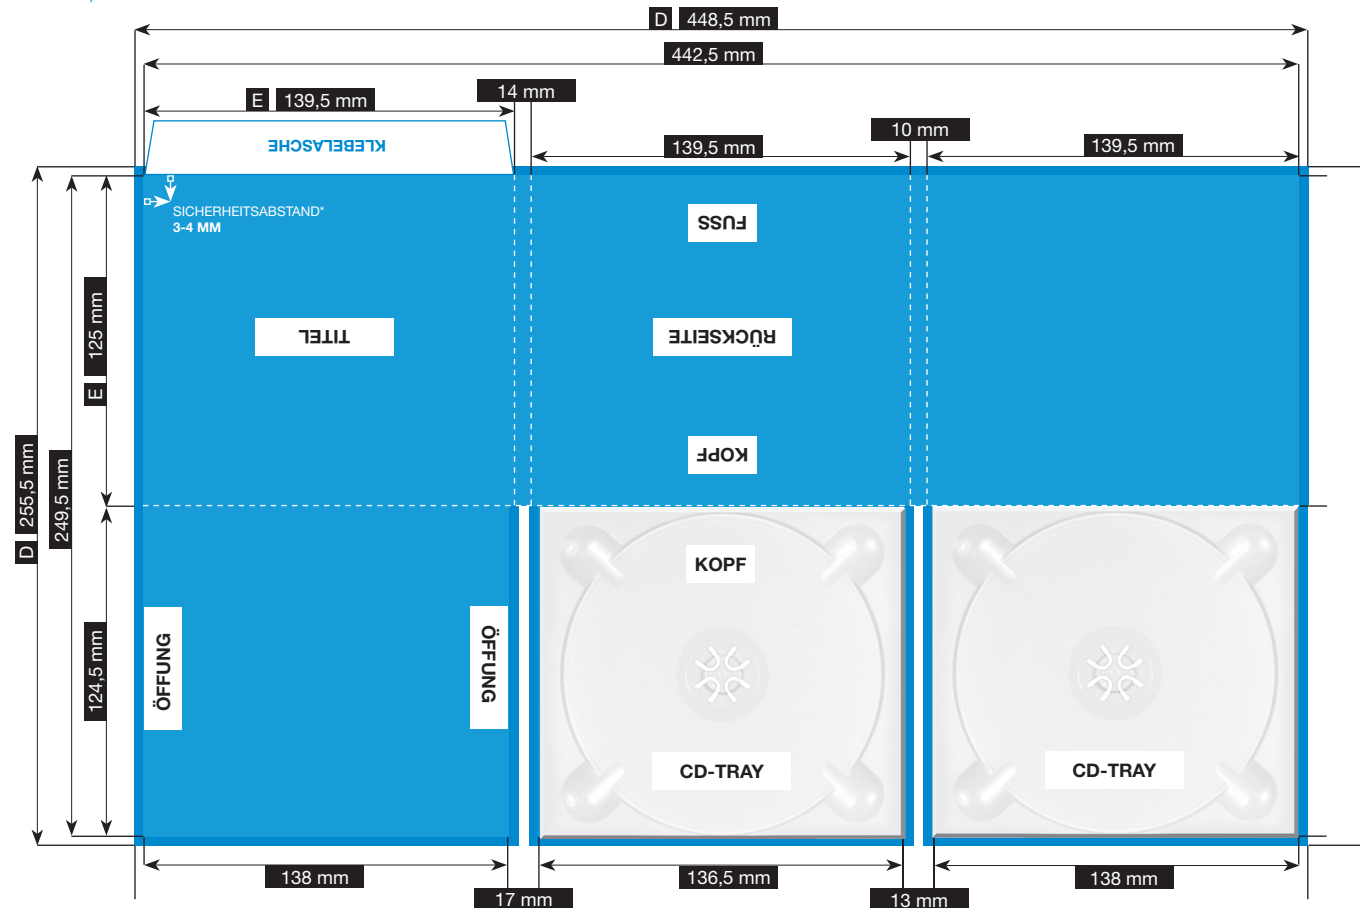 D 448,5 mm
442,5 mm
14 mm
E 139,5 mm
10 mm
139,5 mm
139,5 mm
KLEBELASCHE
SICHERHEITSABSTAND*
3-4 MM
FUSS
TITEL
RÜCKSEITE
KOPF
E 125 mm
D 255,5 mm
249,5 mm
124,5 mm
ÖFFUNG
ÖFFUNG
KOPF
CD-TRAY
CD-TRAY
138 mm
17 mm
136,5 mm
13 mm
138 mm